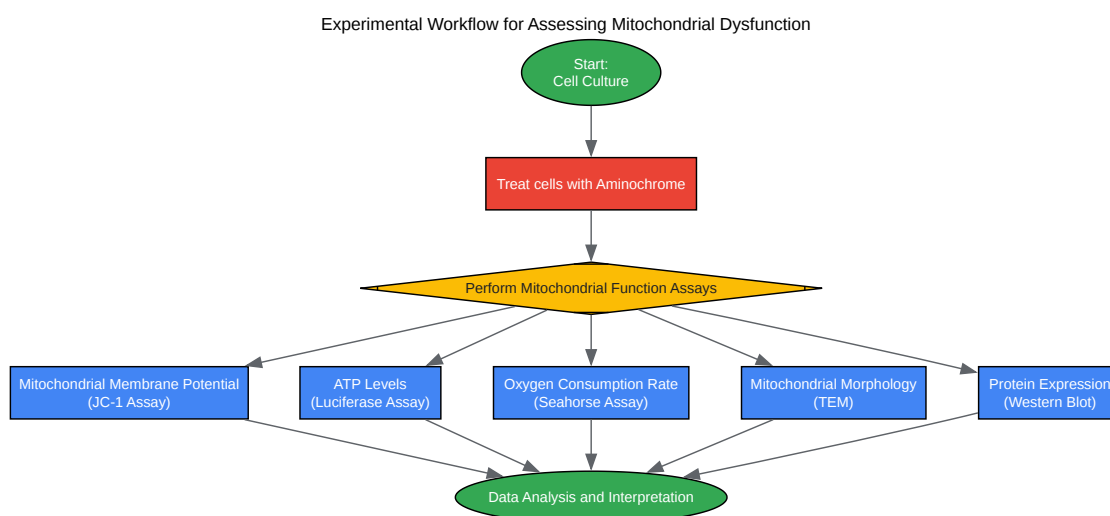 Experimental Workflow for Assessing Mitochondrial Dysfunction
Start:
Cell Culture
Treat cells with Aminochrome
Perform Mitochondrial Function Assays
Mitochondrial Membrane Potential
(JC-1 Assay)
ATP Levels
(Luciferase Assay)
Oxygen Consumption Rate
(Seahorse Assay)
Mitochondrial Morphology
(TEM)
Protein Expression
(Western Blot)
Data Analysis and Interpretation